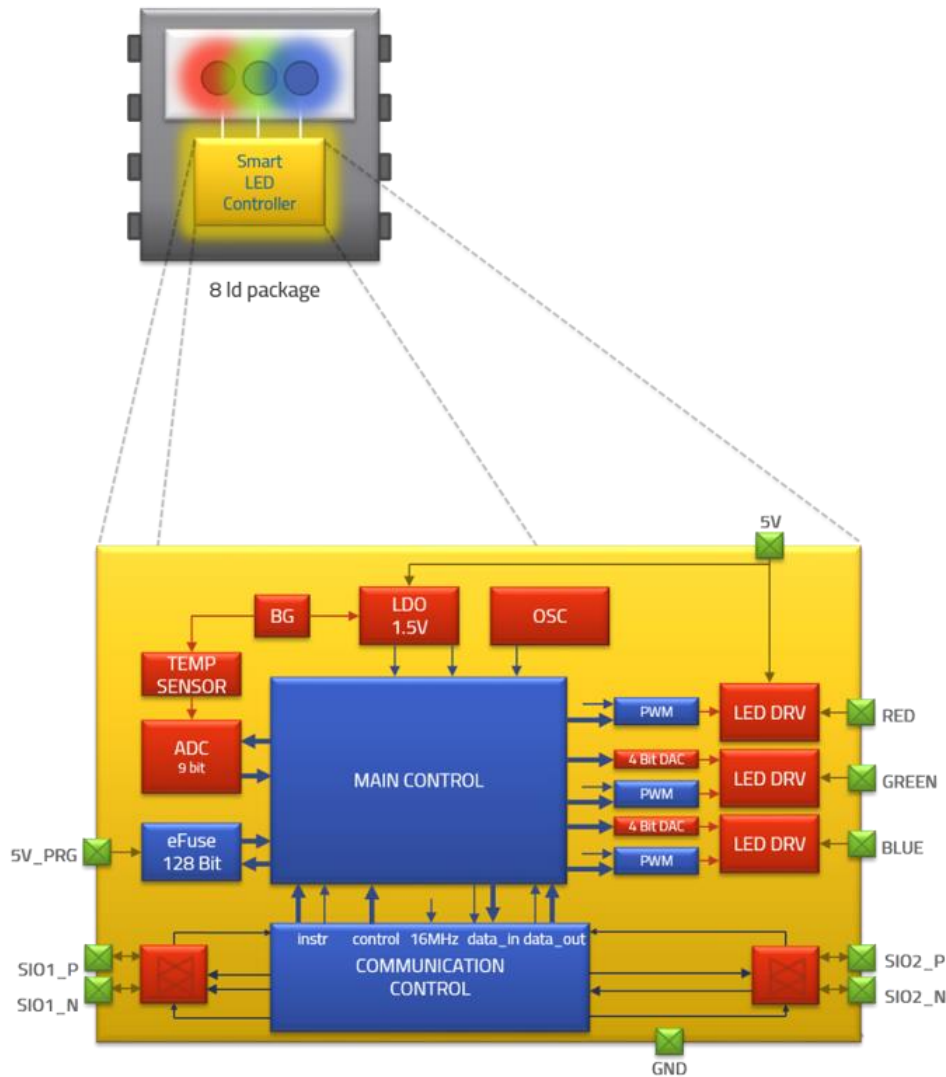 Smart
LED
Controller
8 ld package
5V
BG
LDO
1.5V
OSC
TEMP
SENSOR
ADC
9 bit
MAIN CONTROL
PWM
LED DRV
RED
4 Bit DAC
LED DRV
GREEN
PWM
4 Bit DAC
LED DRV
BLUE
PWM
5V_PRG
eFuse
128 Bit
instr control 16MHz data_in data_out
COMMUNICATION
CONTROL
SIO1_P
SIO1_N
SIO2_P
SIO2_N
GND